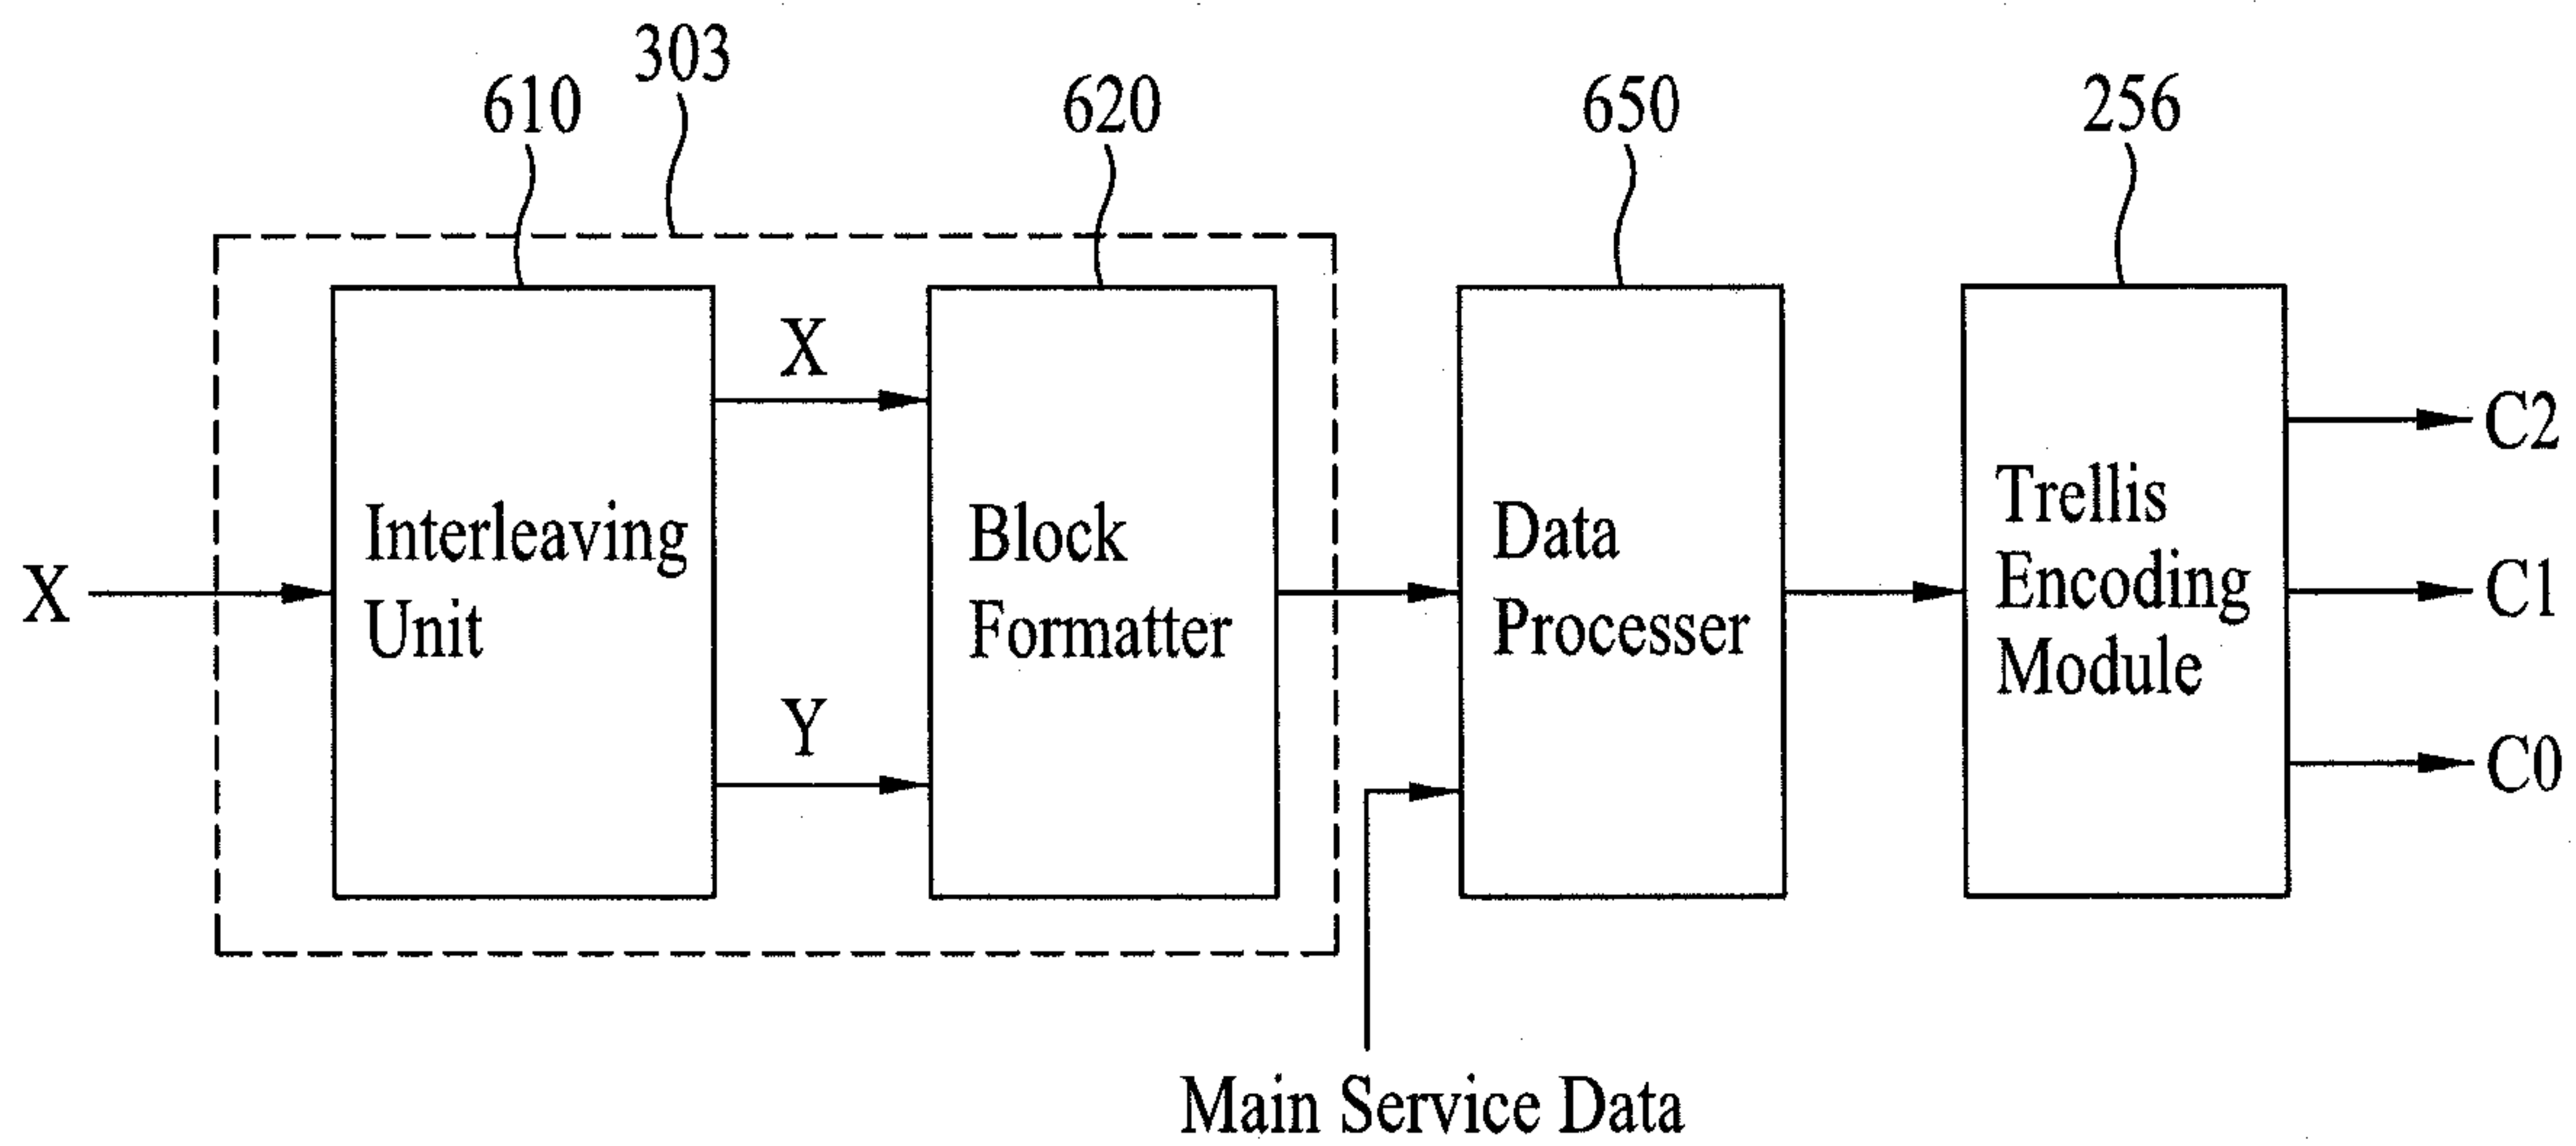 303
610
620
650
256
X
Interleaving
Unit
X
Y
Block
Formatter
Data
Processer
Trellis
Encoding
Module
C2
C1
C0
Main Service Data